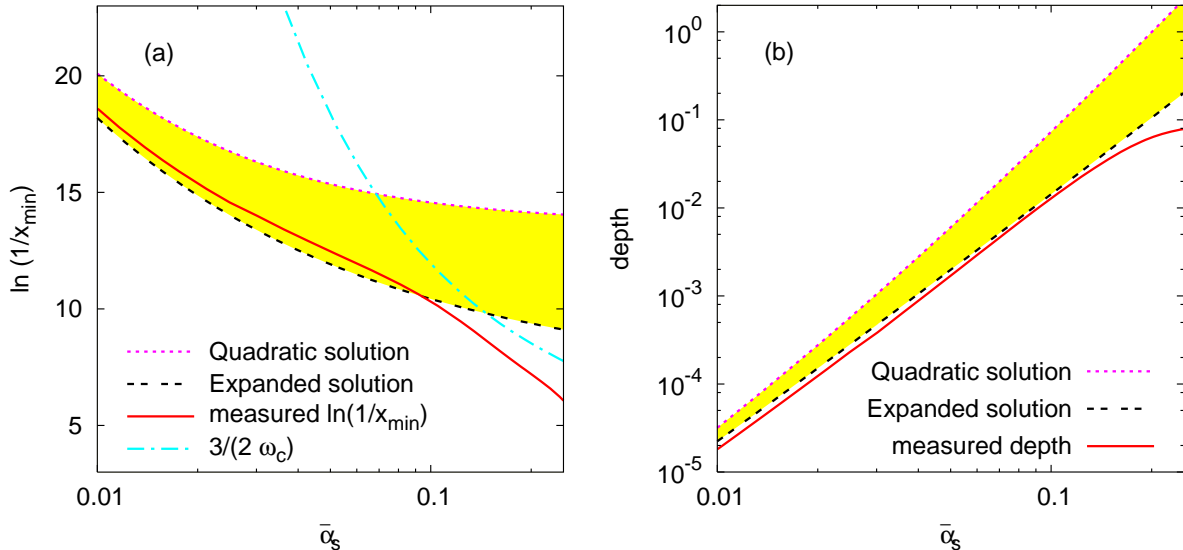 (a)
ln (1/x_min)
20
15
10
5
Quadratic solution
Expanded solution
measured ln(1/x_min)
3/(2 ω_c)
0.01
0.1
ᾱ_s
(b)
depth
10^0
10^-1
10^-2
10^-3
10^-4
10^-5
Quadratic solution
Expanded solution
measured depth
0.01
0.1
ᾱ_s